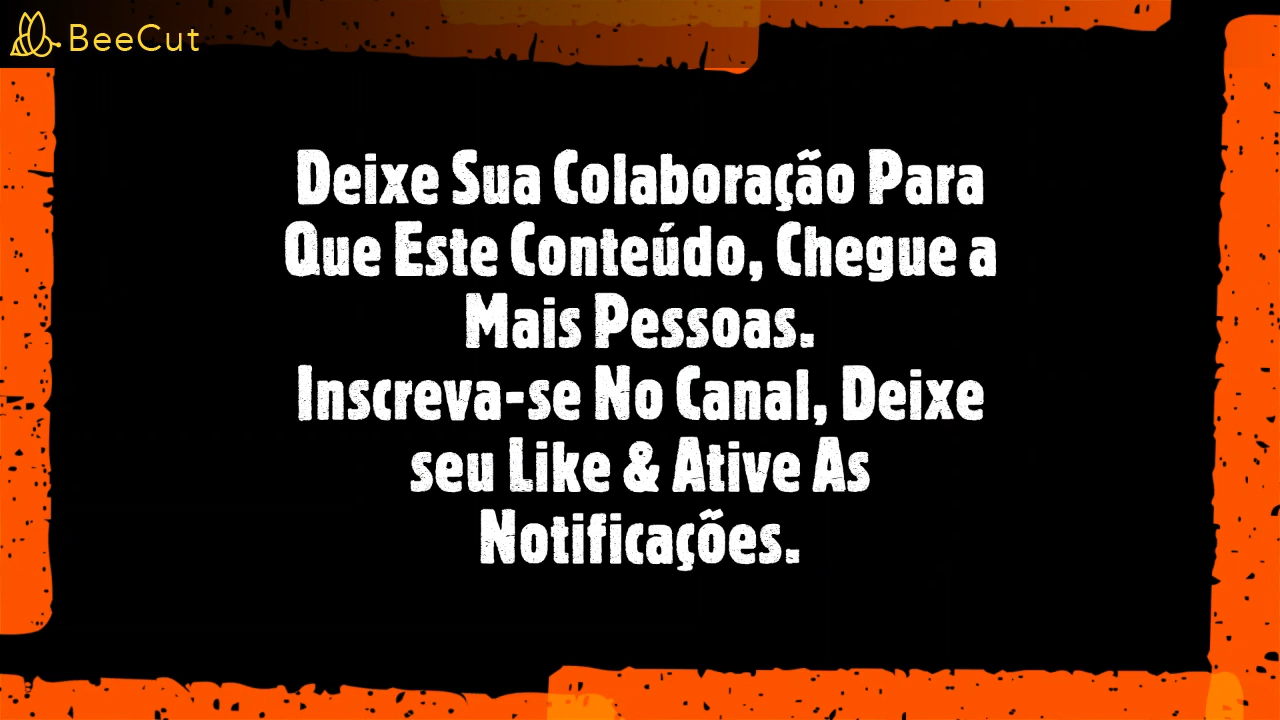 BeeCut
Deixe Sua Colaboração Para
Que Este Conteúdo, Chegue a
Mais Pessoas.
Inscreva-se No Canal, Deixe
seu Like & Ative As
Notificações.